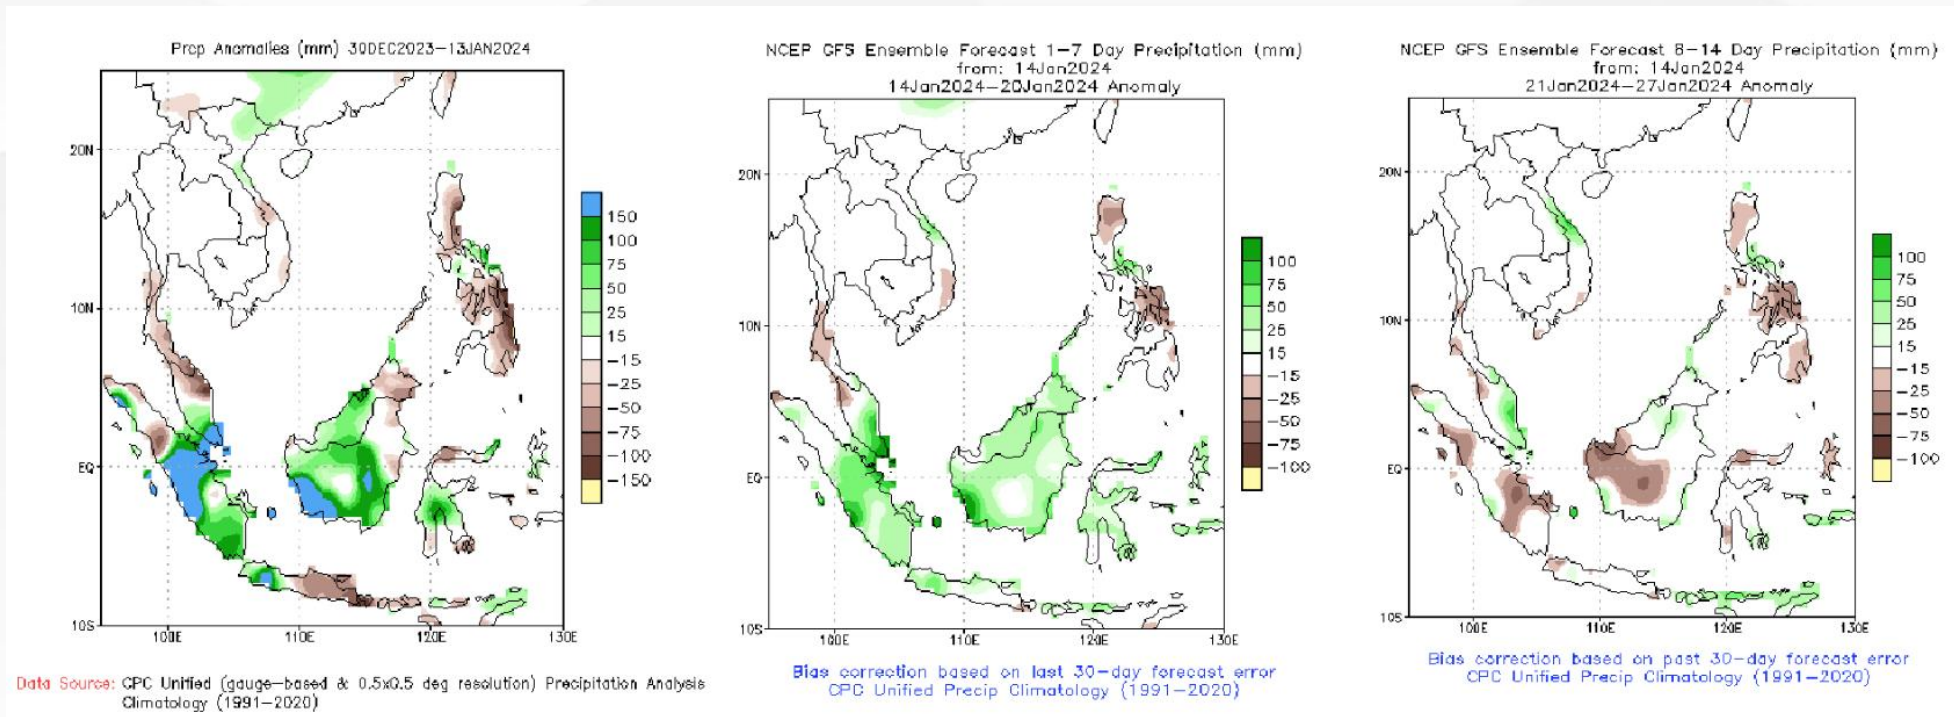 Prcp Anomalies (mm) 30DEC2023-13JAN2024
20N
10N
EQ
10S
100E
110E
120E
130E
150
100
75
50
25
15
-15
-25
-50
-75
-100
-150
Data Source: CPC Unified (gauge-based & 0.5x0.5 deg resolution) Precipitation Analysis
Climatology (1991-2020)
NCEP GFS Ensemble Forecast 1-7 Day Precipitation (mm)
from: 14Jan2024
14Jan2024-20Jan2024 Anomaly
20N
10N
EQ
10S
100E
110E
120E
130E
100
75
50
25
15
-15
-25
-50
-75
-100
Bias correction based on last 30-day forecast error
CPC Unified Precip Climatology (1991-2020)
NCEP GFS Ensemble Forecast 8-14 Day Precipitation (mm)
from: 14Jan2024
21Jan2024-27Jan2024 Anomaly
20N
10N
EQ
10S
100E
110E
120E
130E
100
75
50
25
15
-15
-25
-50
-75
-100
Bias correction based on past 30-day forecast error
CPC Unified Precip Climatology (1991-2020)